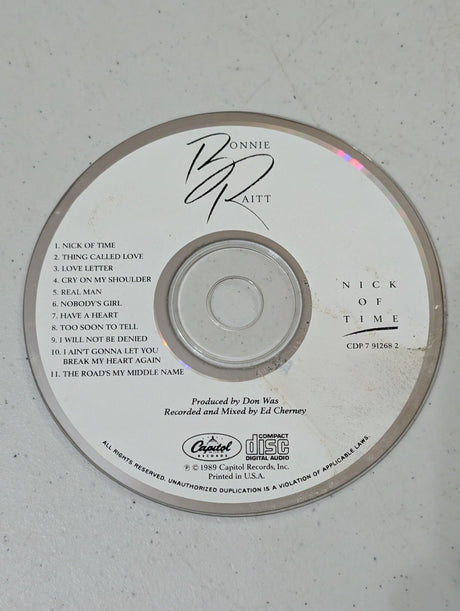 BONNIE
RAITT
1. NICK OF TIME
2. THING CALLED LOVE
3. LOVE LETTER
4. CRY ON MY SHOULDER
5. REAL MAN
6. NOBODY'S GIRL
7. HAVE A HEART
8. TOO SOON TO TELL
9. I WILL NOT BE DENIED
10. I AIN'T GONNA LET YOU
BREAK MY HEART AGAIN
11. THE ROAD'S MY MIDDLE NAME
NICK
OF
TIME
CDP 7 91268 2
Produced by Don Was
Recorded and Mixed by Ed Cherney
Capitol
RECORDS
COMPACT
disc
DIGITAL AUDIO
℗ © 1989 Capitol Records, Inc.
Printed in U.S.A.
ALL RIGHTS RESERVED. UNAUTHORIZED DUPLICATION IS A VIOLATION OF APPLICABLE LAWS.